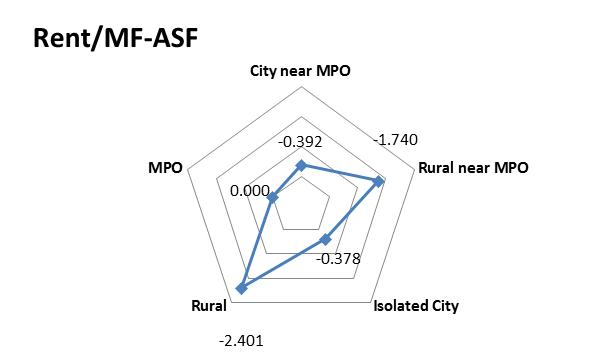 Rent/MF-ASF
City near MPO
-0.392
-1.740
MPO
Rural near MPO
0.000
-0.378
Rural
Isolated City
-2.401